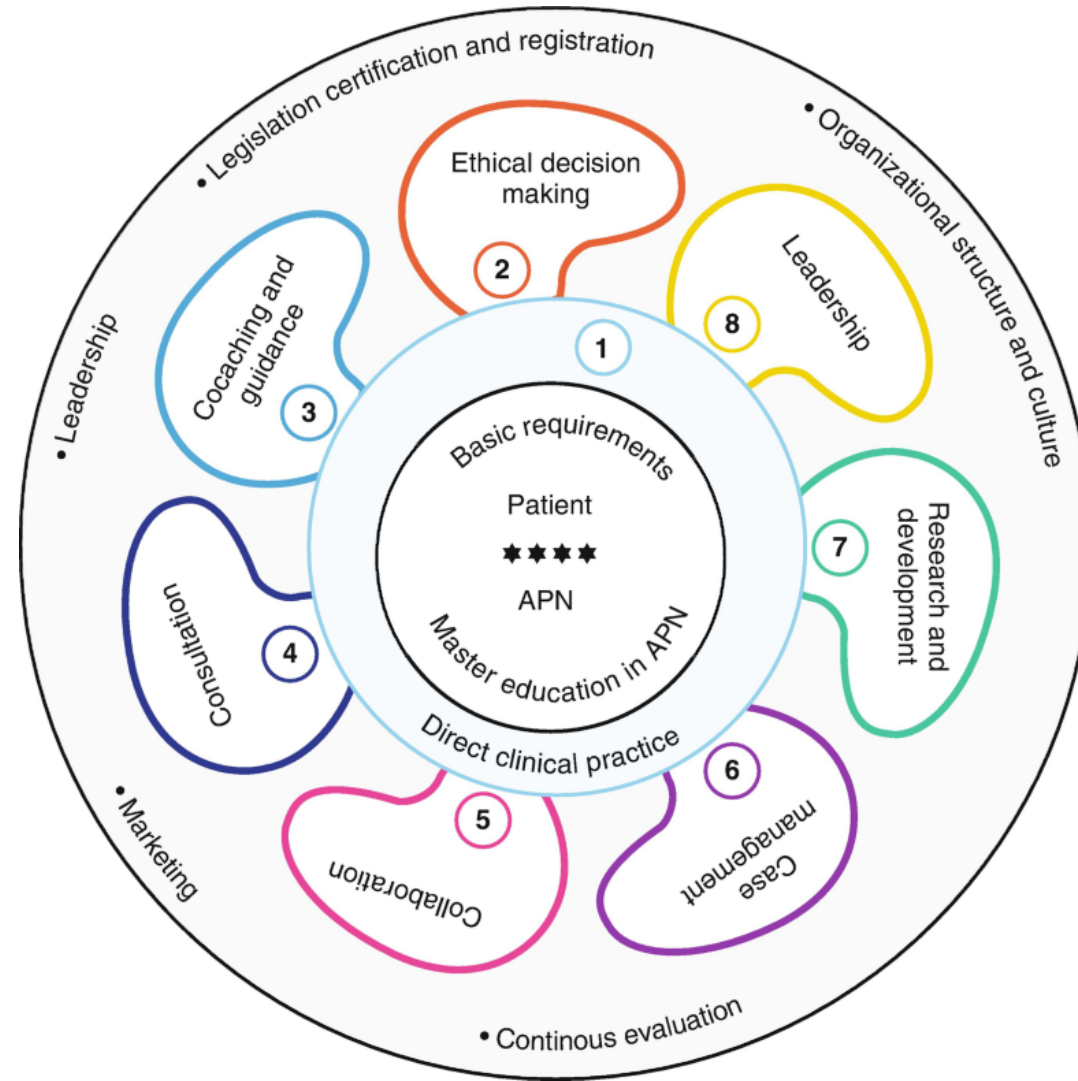 • Legislation certification and registration
• Organizational structure and culture
• Leadership
• Marketing
• Continous evaluation
Ethical decision
making
2
Cocaching and
guidance
3
Consultation
4
Collaboration
5
Case
management
6
Research and
development
7
Leadership
8
1
Basic requirements
Patient
APN
Master education in APN
Direct clinical practice